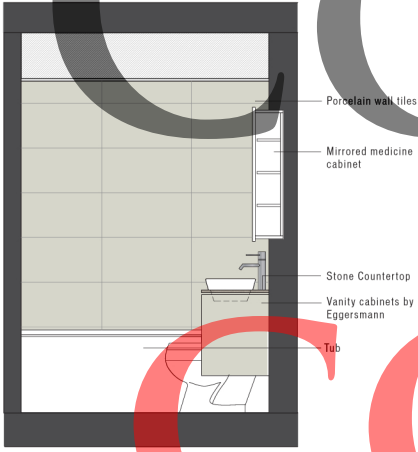 Porcelain wall tiles
Mirrored medicine
cabinet
Stone Countertop
Vanity cabinets by
Eggersmann
Tub